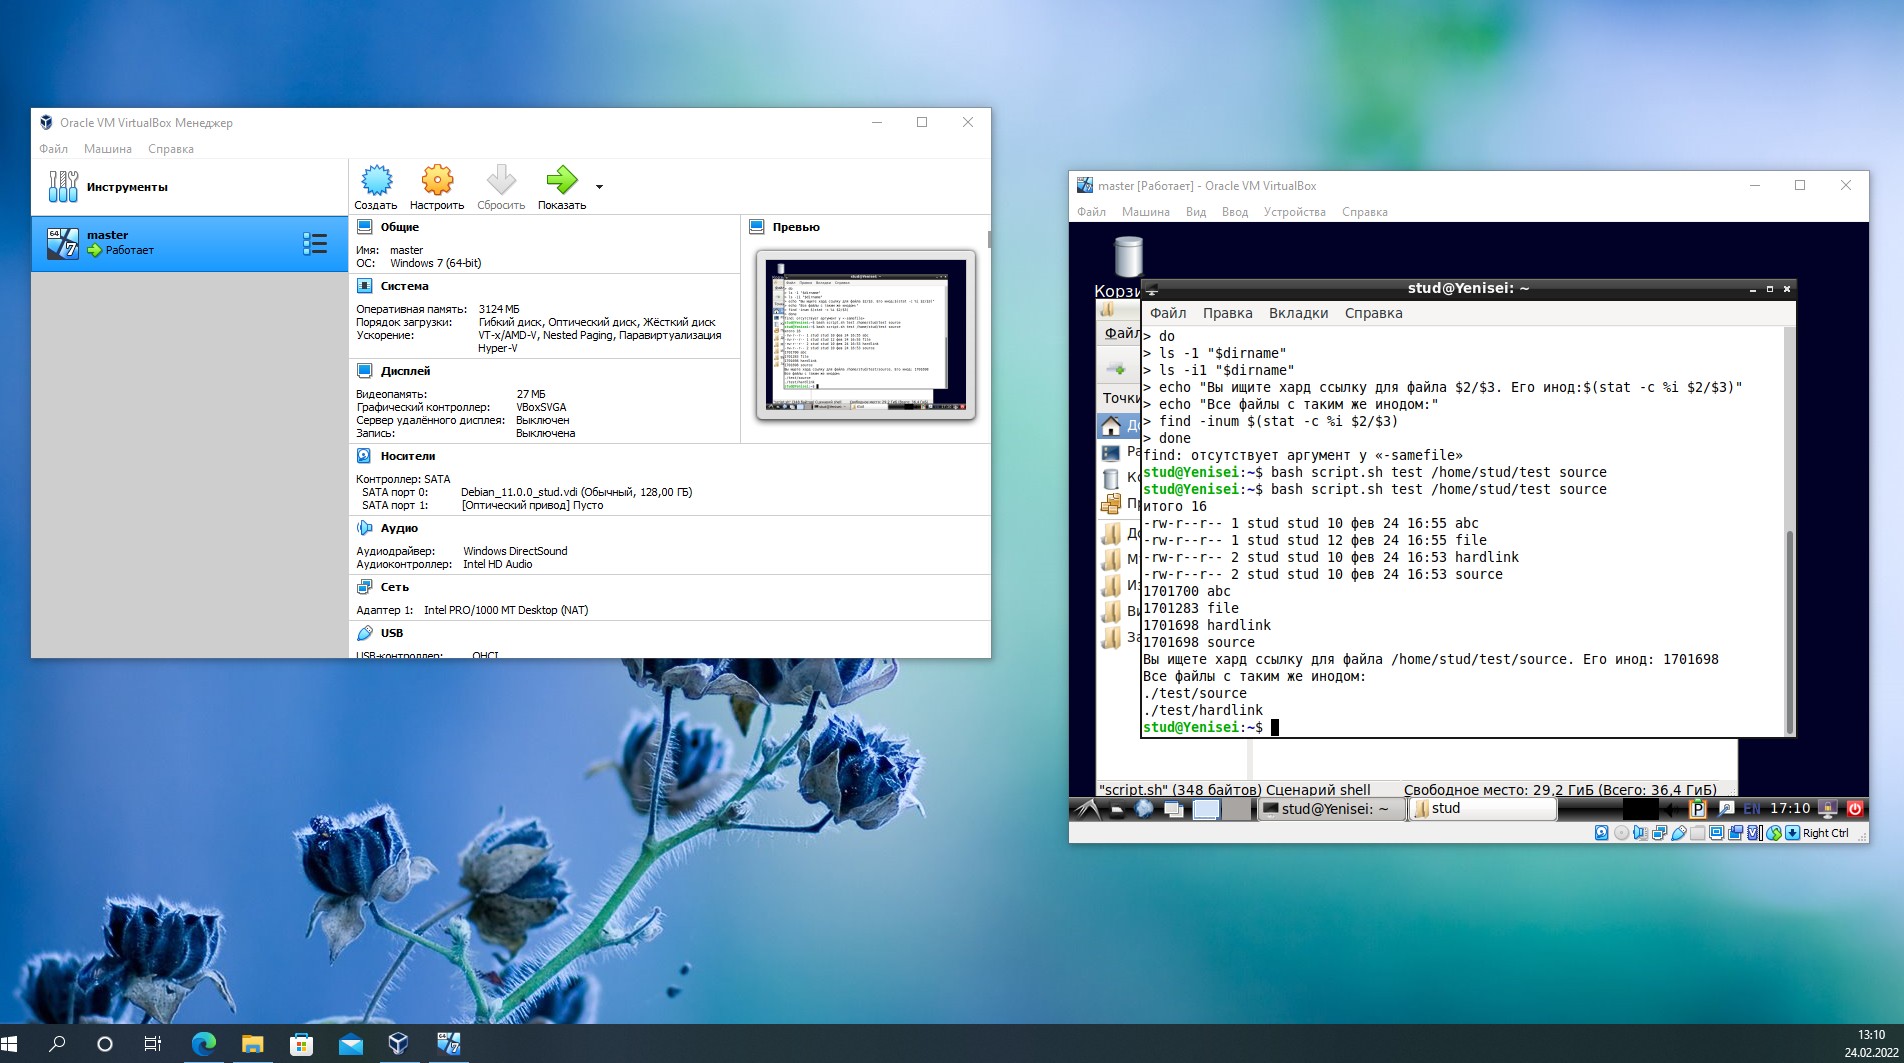 Oracle VM VirtualBox Менеджер
Файл Машина Справка
Инструменты
master
Работает
Создать Настроить Сбросить Показать
Общие
Имя: master
ОС: Windows 7 (64-bit)
Система
Оперативная память: 3124 МБ
Порядок загрузки: Гибкий диск, Оптический диск, Жёсткий диск
Ускорение: VT-x/AMD-V, Nested Paging, Паравиртуализация
Hyper-V
Дисплей
Видеопамять: 27 МБ
Графический контроллер: VBoxSVGA
Сервер удалённого дисплея: Выключен
Запись: Выключена
Носители
Контроллер: SATA
SATA порт 0: Debian_11.0.0_stud.vdi (Обычный, 128,00 ГБ)
SATA порт 1: [Оптический привод] Пусто
Аудио
Аудиодрайвер: Windows DirectSound
Аудиоконтроллер: Intel HD Audio
Сеть
Адаптер 1: Intel PRO/1000 MT Desktop (NAT)
USB
USB-контроллер: OHCI
Превью
master [Работает] - Oracle VM VirtualBox
Файл Машина Вид Ввод Устройства Справка
stud@Yenisei: ~
Файл Правка Вкладки Справка
> do
> ls -1 "$dirname"
> ls -i1 "$dirname"
> echo "Вы ищите хард ссылку для файла $2/$3. Его инод:$(stat -c %i $2/$3)"
> echo "Все файлы с таким же инодом:"
> find -inum $(stat -c %i $2/$3)
> done
find: отсутствует аргумент у «-samefile»
stud@Yenisei:~$ bash script.sh test /home/stud/test source
stud@Yenisei:~$ bash script.sh test /home/stud/test source
итого 16
-rw-r--r-- 1 stud stud 10 фев 24 16:55 abc
-rw-r--r-- 1 stud stud 12 фев 24 16:55 file
-rw-r--r-- 2 stud stud 10 фев 24 16:53 hardlink
-rw-r--r-- 2 stud stud 10 фев 24 16:53 source
1701700 abc
1701283 file
1701698 hardlink
1701698 source
Вы ищете хард ссылку для файла /home/stud/test/source. Его инод: 1701698
Все файлы с таким же инодом:
./test/source
./test/hardlink
stud@Yenisei:~$
"script.sh" (348 байтов) Сценарий shell Свободное место: 29,2 ГиБ (Всего: 36,4 ГиБ)
stud@Yenisei: ~ stud EN 17:10
Right Ctrl
13:10
24.02.2022